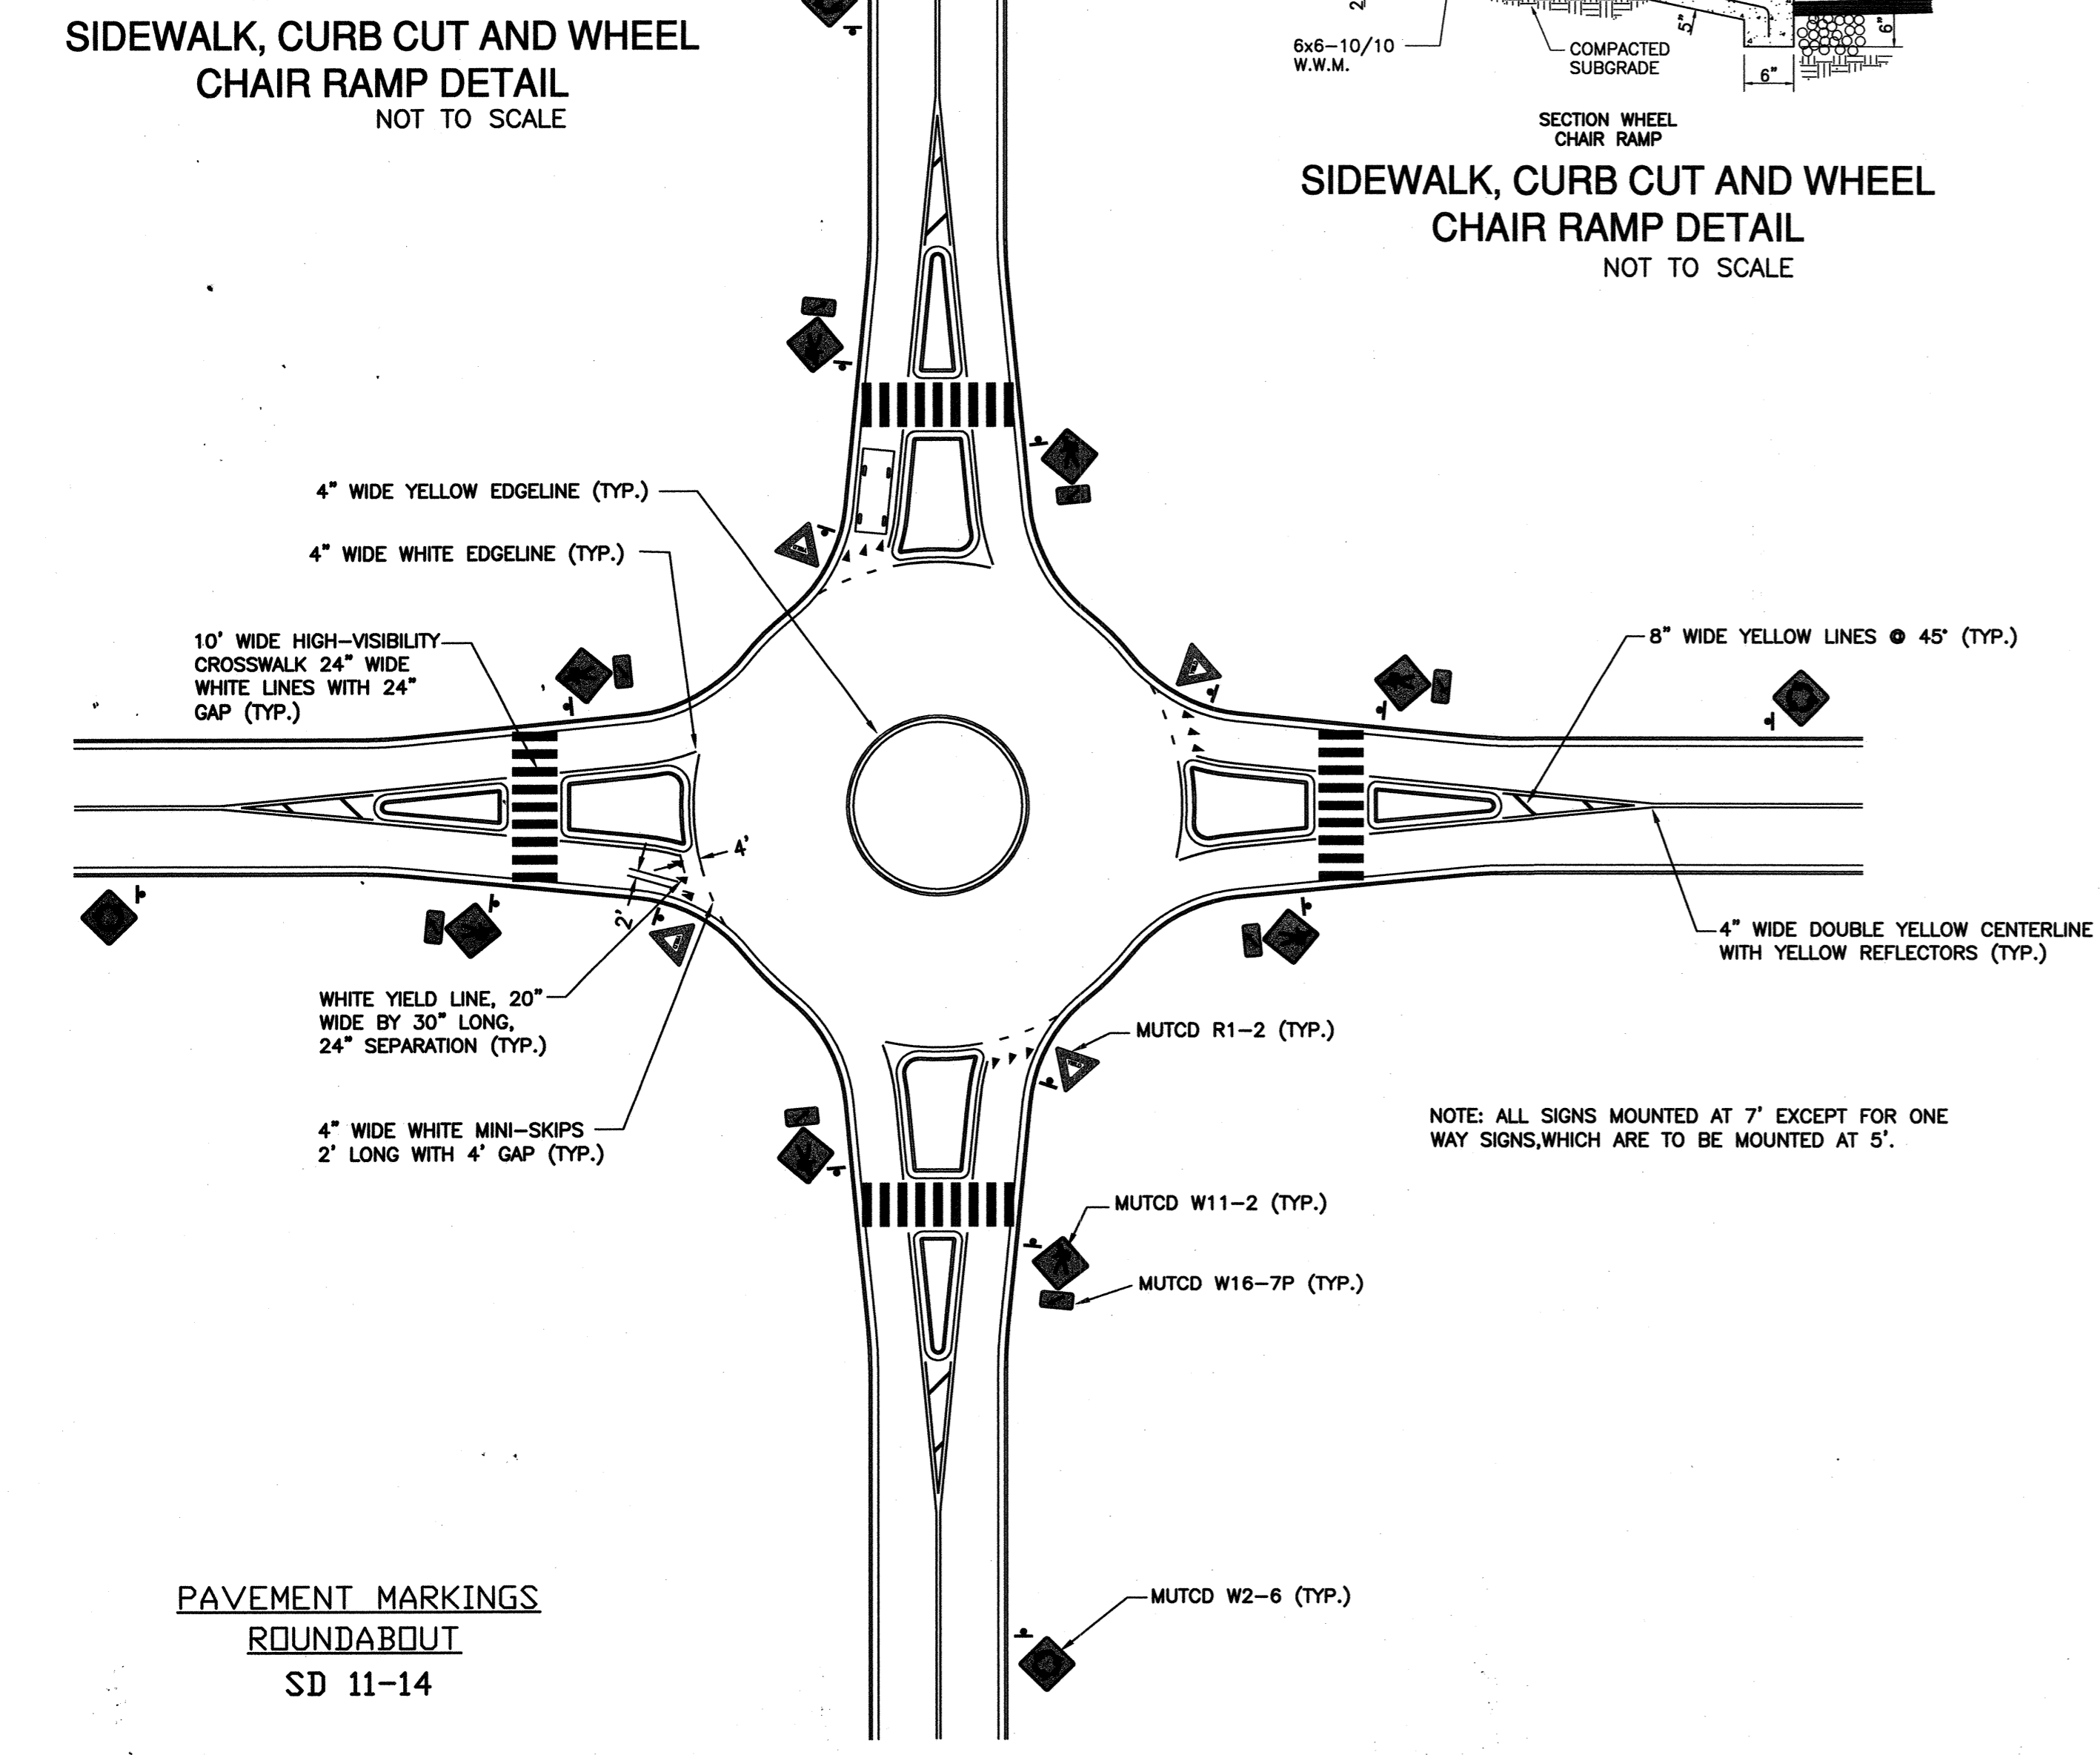 SIDEWALK, CURB CUT AND WHEEL
CHAIR RAMP DETAIL
NOT TO SCALE
6x6-10/10
W.W.M.
COMPACTED
SUBGRADE
5"
6"
6"
SECTION WHEEL
CHAIR RAMP
SIDEWALK, CURB CUT AND WHEEL
CHAIR RAMP DETAIL
NOT TO SCALE
4" WIDE YELLOW EDGELINE (TYP.)
4" WIDE WHITE EDGELINE (TYP.)
10' WIDE HIGH-VISIBILITY
CROSSWALK 24" WIDE
WHITE LINES WITH 24"
GAP (TYP.)
8" WIDE YELLOW LINES @ 45° (TYP.)
4'
2'
4" WIDE DOUBLE YELLOW CENTERLINE
WITH YELLOW REFLECTORS (TYP.)
WHITE YIELD LINE, 20"
WIDE BY 30" LONG,
24" SEPARATION (TYP.)
MUTCD R1-2 (TYP.)
4" WIDE WHITE MINI-SKIPS
2' LONG WITH 4' GAP (TYP.)
NOTE: ALL SIGNS MOUNTED AT 7' EXCEPT FOR ONE
WAY SIGNS,WHICH ARE TO BE MOUNTED AT 5'.
MUTCD W11-2 (TYP.)
MUTCD W16-7P (TYP.)
MUTCD W2-6 (TYP.)
PAVEMENT MARKINGS
ROUNDABOUT
SD 11-14